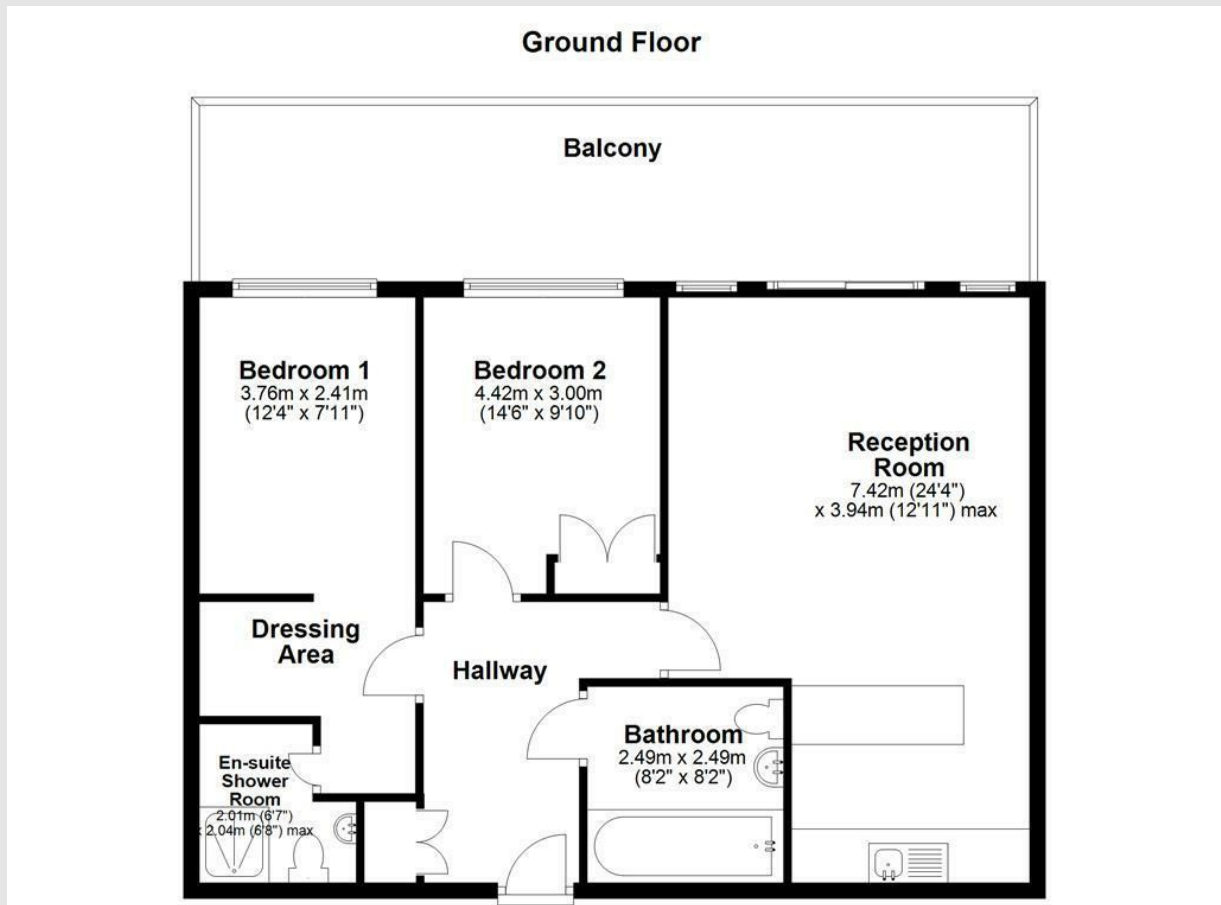 Ground Floor
Balcony
Bedroom 1
3.76m x 2.41m
(12'4" x 7'11")
Bedroom 2
4.42m x 3.00m
(14'6" x 9'10")
Reception
Room
7.42m (24'4")
x 3.94m (12'11") max
Dressing
Area
Hallway
Bathroom
2.49m x 2.49m
(8'2" x 8'2")
En-suite
Shower
Room
2.01m (6'7")
x 2.04m (6'8") max